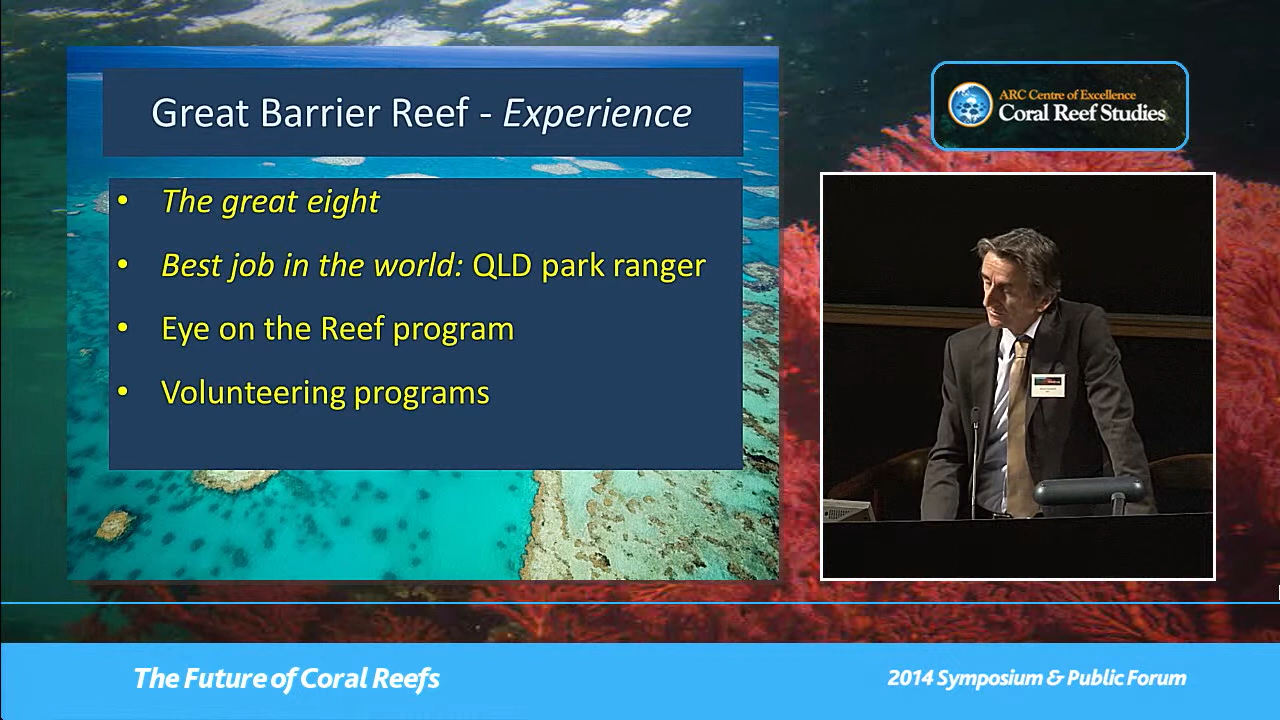 Great Barrier Reef - Experience
• The great eight
• Best job in the world: QLD park ranger
• Eye on the Reef program
• Volunteering programs
ARC Centre of Excellence
Coral Reef Studies
The Future of Coral Reefs
2014 Symposium & Public Forum